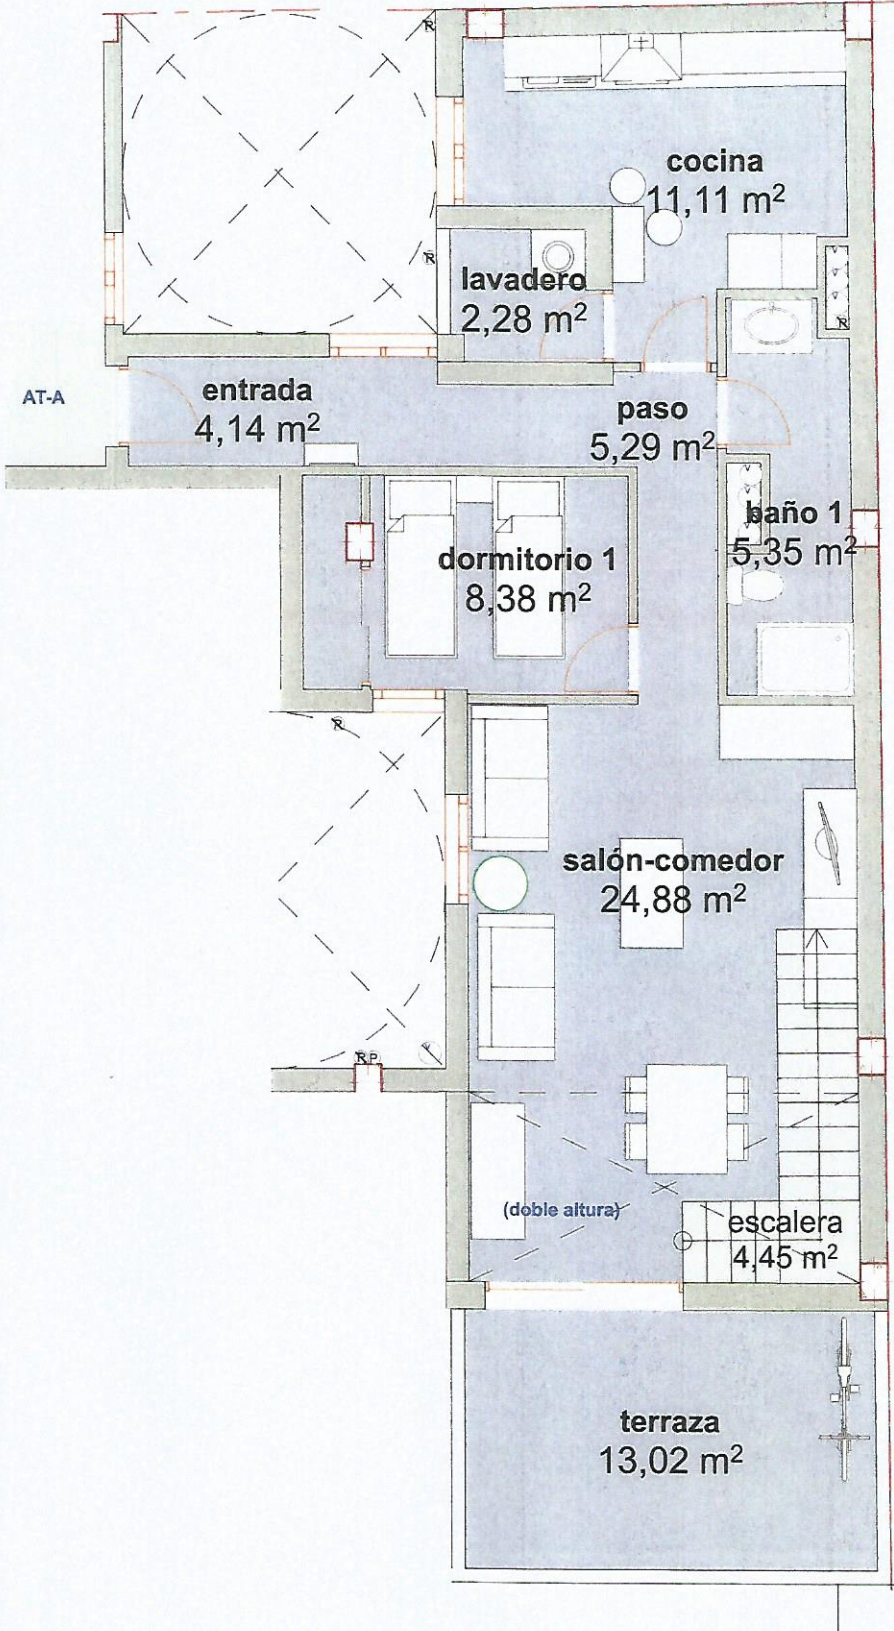 R
cocina
11,11 m²
R
lavadero
2,28 m²
R
AT-A
entrada
4,14 m²
paso
5,29 m²
baño 1
5,35 m²
dormitorio 1
8,38 m²
R
salón-comedor
24,88 m²
RP
(doble altura)
escalera
4,45 m²
terraza
13,02 m²